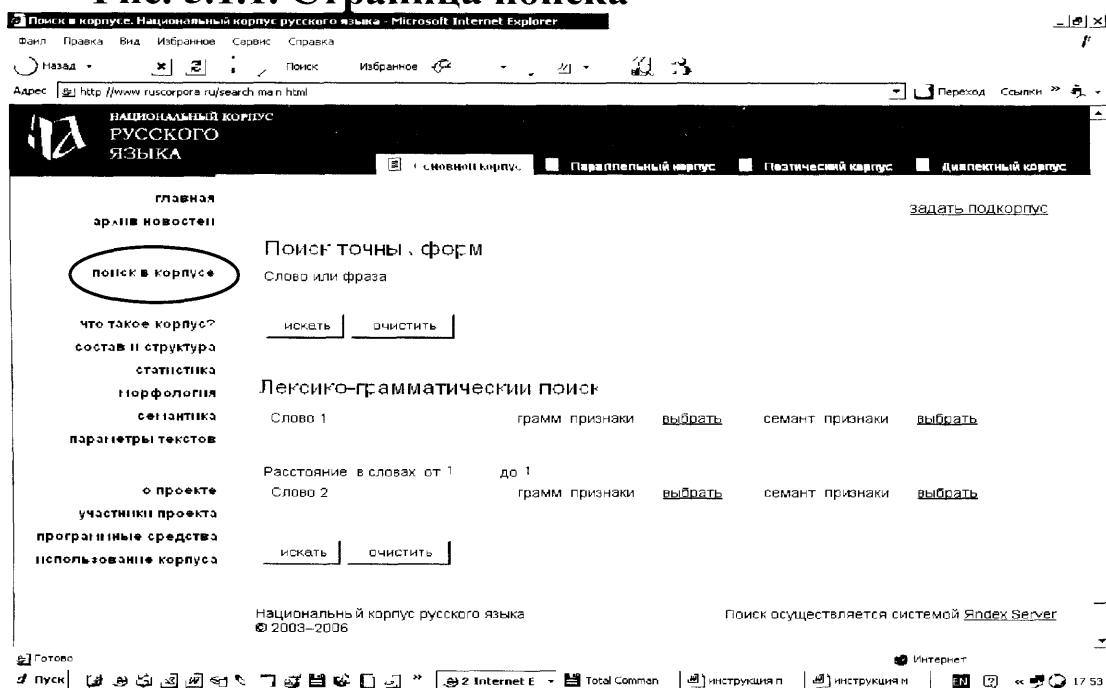 Рис. 3.1.1. Страница поиска
Поиск в корпусе. Национальный корпус русского языка - Microsoft Internet Explorer
Файл Правка Вид Избранное Сервис Справка
Назад Поиск Избранное
Адрес http //www ruscorpora ru/search main html Переход Ссылки »
НАЦИОНАЛЬНЫЙ КОРПУС
РУССКОГО
ЯЗЫКА
Основной корпус Параллельный корпус Поэтический корпус Диалектный корпус
главная
архив новостей
задать подкорпус
Поиск точных форм
поиск в корпусе
Слово или фраза
что такое корпус?
искать очистить
состав и структура
статистика
морфология
Лексико-грамматический поиск
семантика
Слово 1 грамм признаки выбрать семант признаки выбрать
параметры текстов
Расстояние в словах от 1 до 1
о проекте
Слово 2 грамм признаки выбрать семант признаки выбрать
участники проекта
программные средства
искать очистить
использование корпуса
Национальный корпус русского языка Поиск осуществляется системой Яndex Server
© 2003–2006
Готово Интернет
пуск » 2 Internet E Total Comman инструкция п инструкция м EN « 17 53